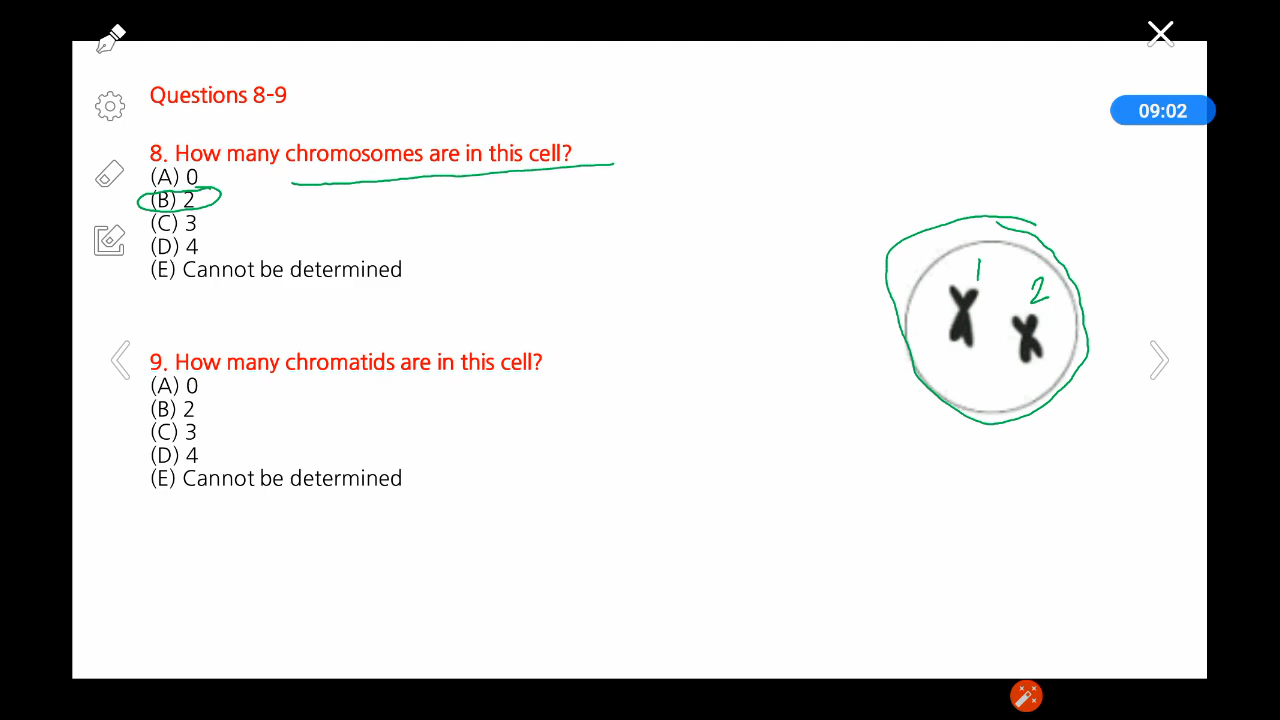 Questions 8-9
09:02
8. How many chromosomes are in this cell?
(A) 0
(B) 2
(C) 3
(D) 4
(E) Cannot be determined
1
2
9. How many chromatids are in this cell?
(A) 0
(B) 2
(C) 3
(D) 4
(E) Cannot be determined